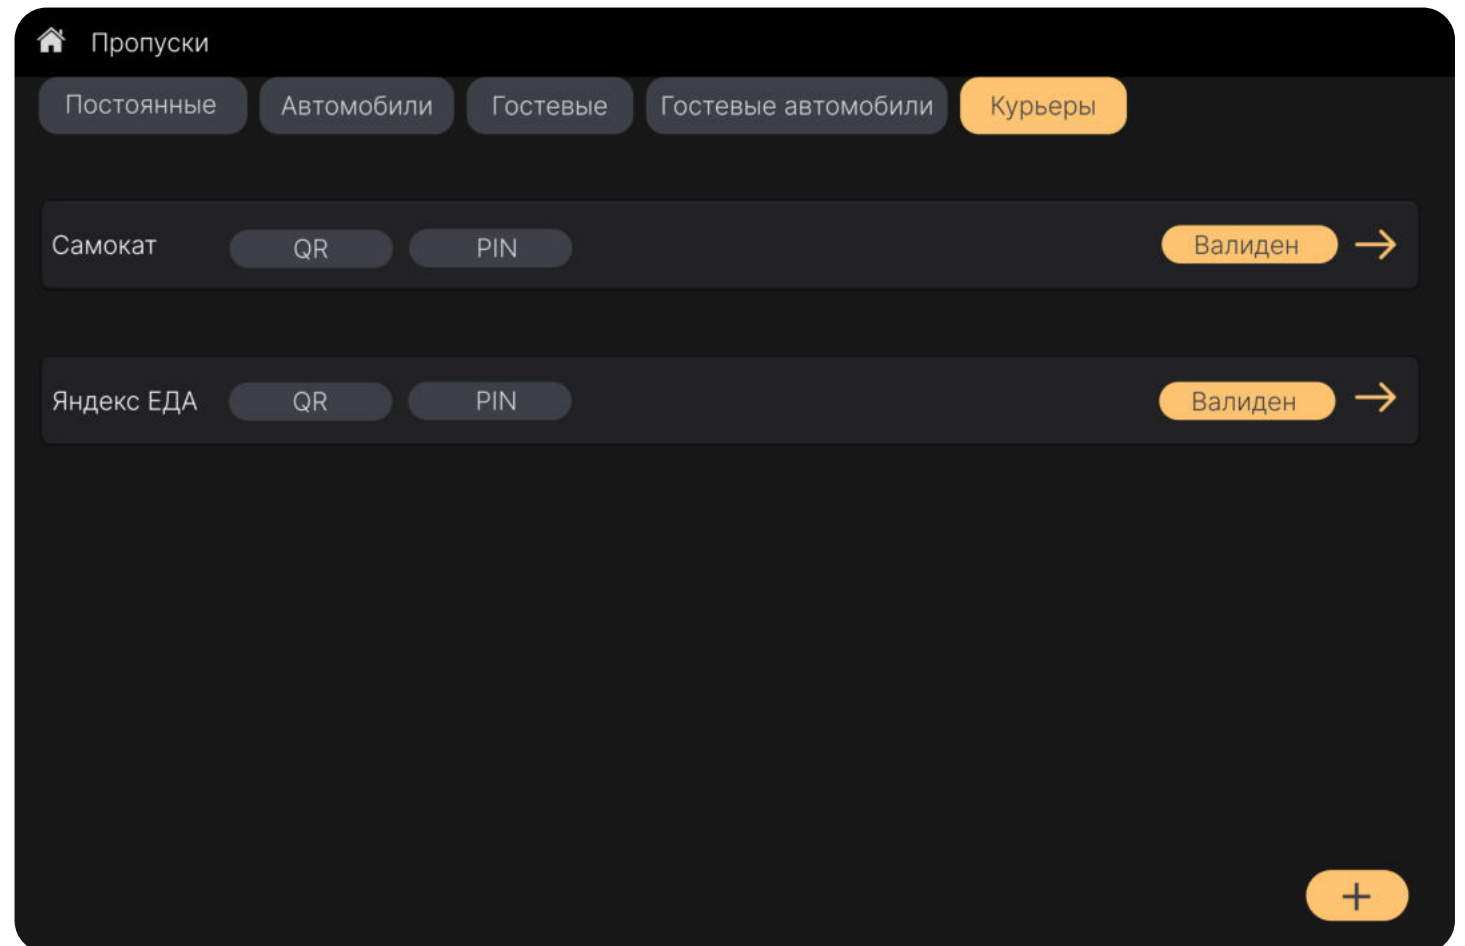 Пропуски
Постоянные Автомобили Гостевые Гостевые автомобили Курьеры
Самокат QR PIN Валиден
Яндекс ЕДА QR PIN Валиден
+